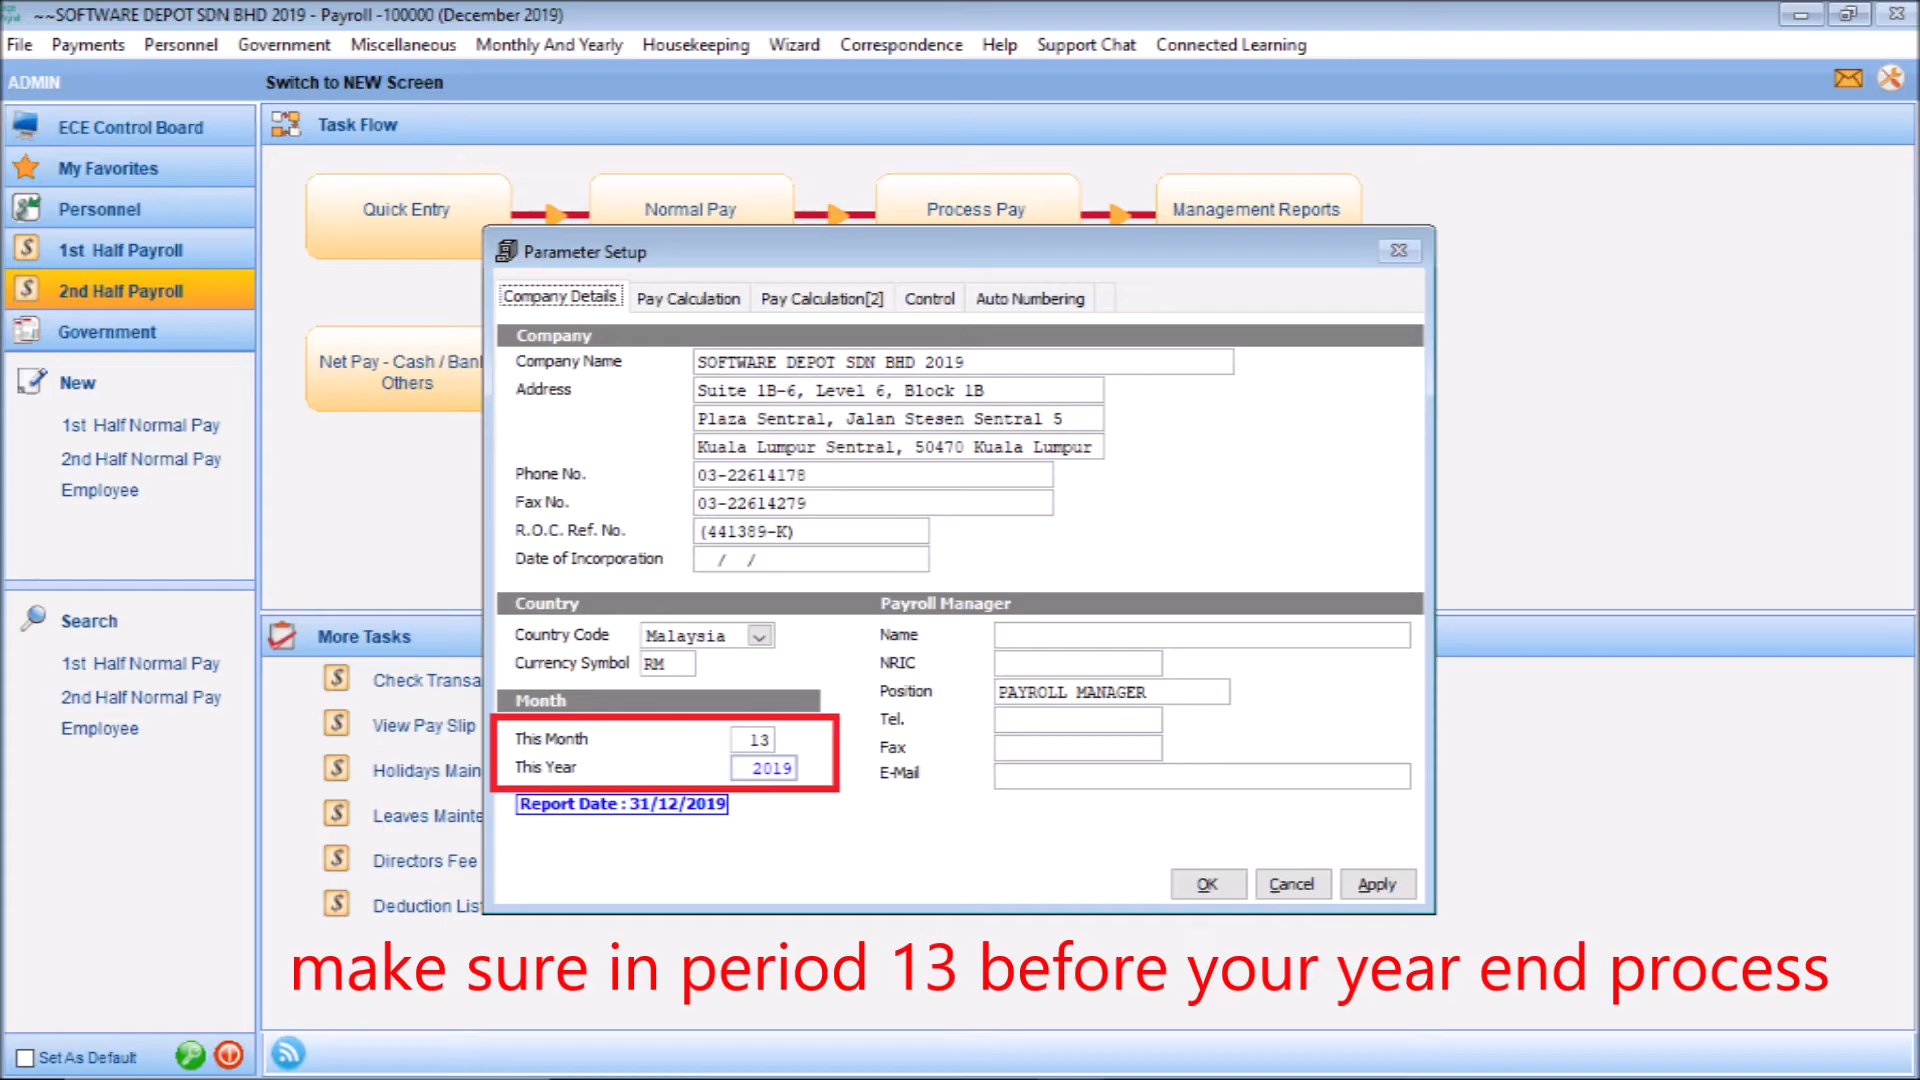 ~~SOFTWARE DEPOT SDN BHD 2019 - Payroll -100000 (December 2019)
File Payments Personnel Government Miscellaneous Monthly And Yearly Housekeeping Wizard Correspondence Help Support Chat Connected Learning
ADMIN
Switch to NEW Screen
ECE Control Board
My Favorites
Personnel
1st Half Payroll
2nd Half Payroll
Government
New
1st Half Normal Pay
2nd Half Normal Pay
Employee
Search
1st Half Normal Pay
2nd Half Normal Pay
Employee
Set As Default
Task Flow
Quick Entry
Normal Pay
Process Pay
Management Reports
Net Pay - Cash / Bank
Others
More Tasks
Check Transa
View Pay Slip
Holidays Main
Leaves Mainte
Directors Fee
Deduction Lis
Parameter Setup
Company Details Pay Calculation Pay Calculation[2] Control Auto Numbering
Company
Company Name SOFTWARE DEPOT SDN BHD 2019
Address Suite 1B-6, Level 6, Block 1B
Plaza Sentral, Jalan Stesen Sentral 5
Kuala Lumpur Sentral, 50470 Kuala Lumpur
Phone No. 03-22614178
Fax No. 03-22614279
R.O.C. Ref. No. (441389-K)
Date of Incorporation / /
Country
Country Code Malaysia
Currency Symbol RM
Month
This Month 13
This Year 2019
Report Date : 31/12/2019
Payroll Manager
Name
NRIC
Position PAYROLL MANAGER
Tel.
Fax
E-Mail
OK Cancel Apply
make sure in period 13 before your year end process